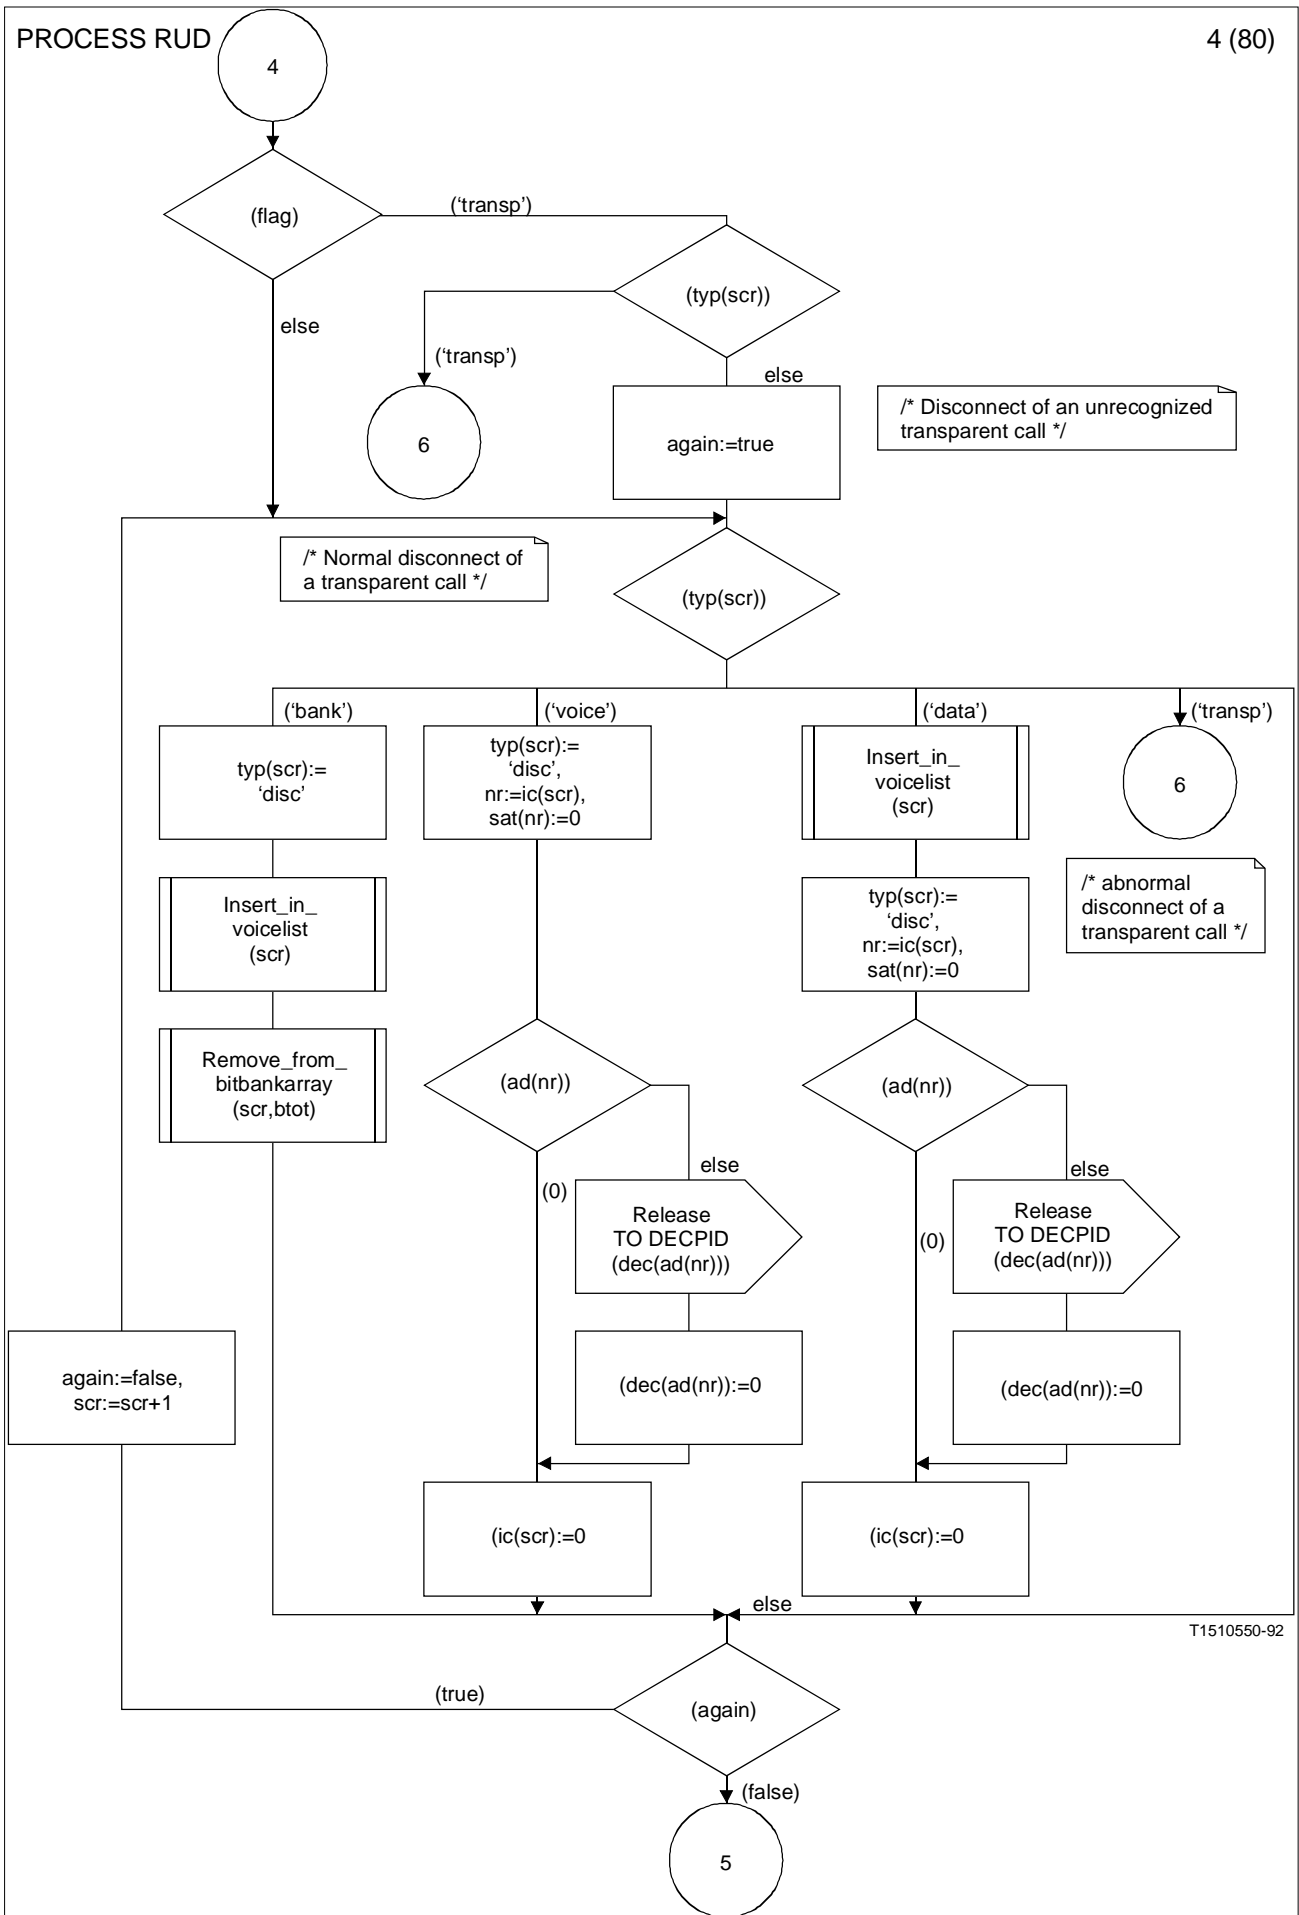 PROCESS RUD
4 (80)
4
(flag)
(‘transp’)
(typ(scr))
else
(‘transp’)
else
6
again:=true
/* Disconnect of an unrecognized
transparent call */
/* Normal disconnect of
a transparent call */
(typ(scr))
(‘bank’)
(‘voice’)
(‘data’)
(‘transp’)
typ(scr):=
‘disc’
typ(scr):=
‘disc’,
nr:=ic(scr),
sat(nr):=0
Insert_in_
voicelist
(scr)
6
Insert_in_
voicelist
(scr)
typ(scr):=
‘disc’,
nr:=ic(scr),
sat(nr):=0
/* abnormal
disconnect of a
transparent call */
Remove_from_
bitbankarray
(scr,btot)
(ad(nr))
(ad(nr))
else
(0)
else
(0)
Release
TO DECPID
(dec(ad(nr)))
Release
TO DECPID
(dec(ad(nr)))
again:=false,
scr:=scr+1
(dec(ad(nr)):=0
(dec(ad(nr)):=0
(ic(scr):=0
(ic(scr):=0
else
T1510550-92
(true)
(again)
(false)
5